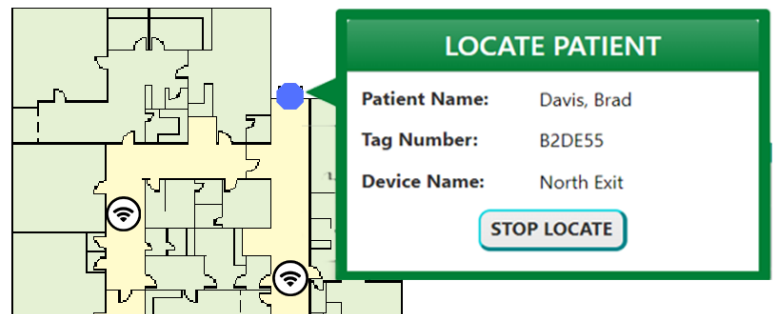 LOCATE PATIENT
Patient Name: Davis, Brad
Tag Number: B2DE55
Device Name: North Exit
STOP LOCATE